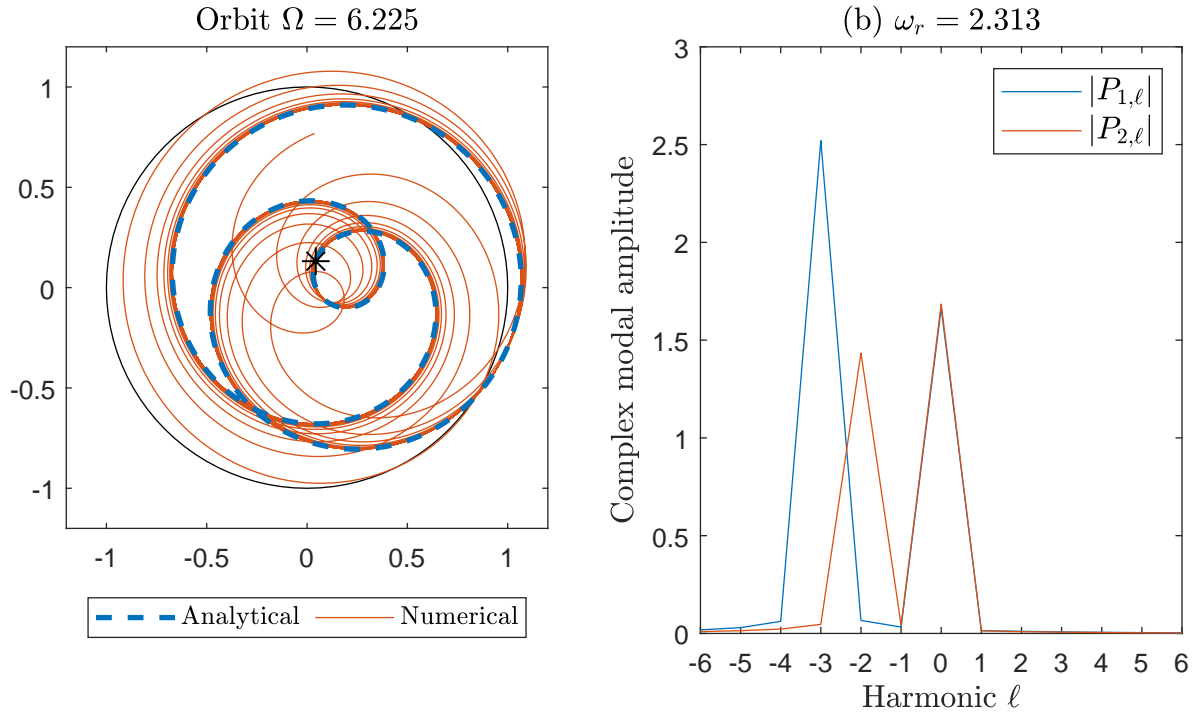 Orbit Ω = 6.225
1
0.5
0
-0.5
-1
-1
-0.5
0
0.5
1
Analytical
Numerical
(b) ω_r = 2.313
Complex modal amplitude
3
2.5
2
1.5
1
0.5
0
|P_{1,ℓ}|
|P_{2,ℓ}|
-6 -5 -4 -3 -2 -1 0 1 2 3 4 5 6
Harmonic ℓ